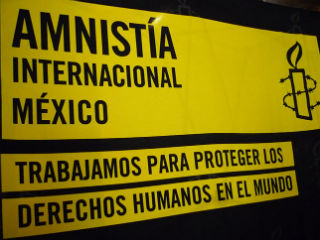 AMNISTÍA
INTERNACIONAL
MÉXICO
TRABAJAMOS PARA PROTEGER LOS
DERECHOS HUMANOS EN EL MUNDO